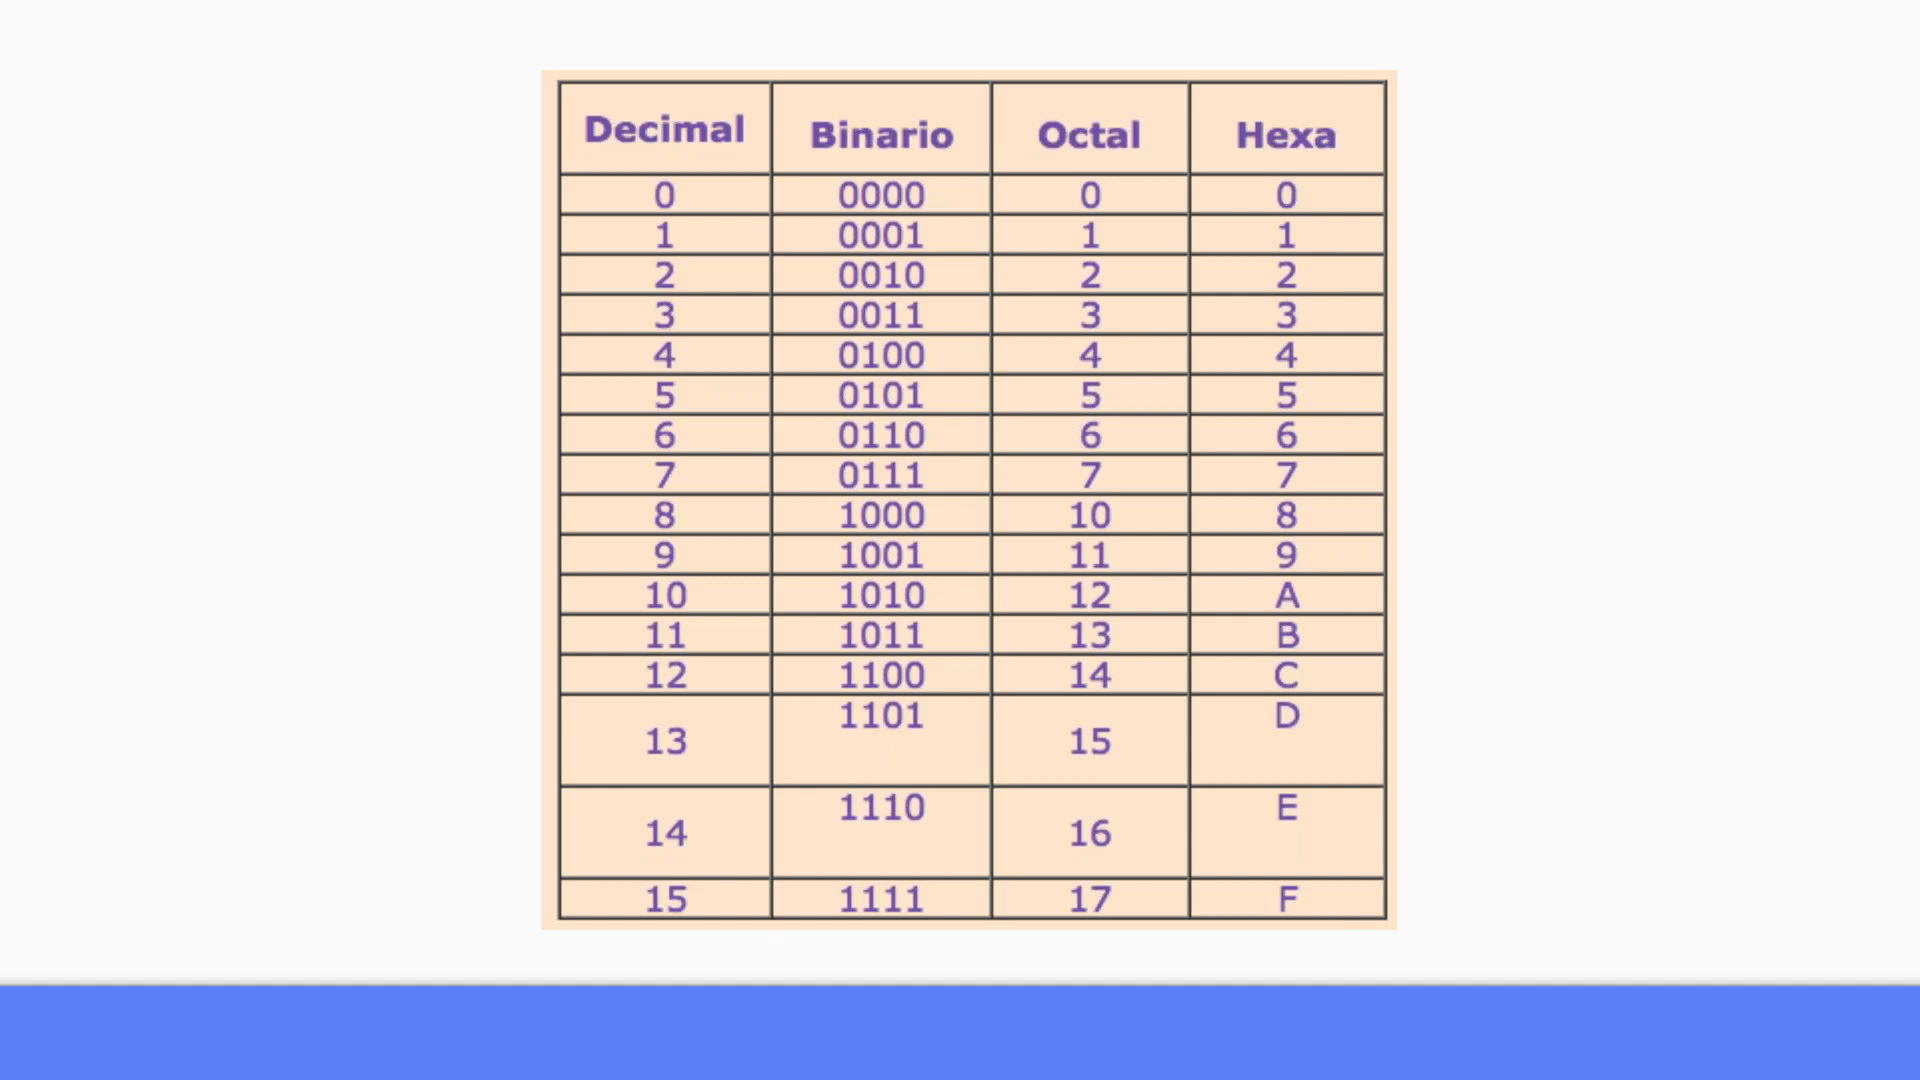 Decimal Binario Octal Hexa
0 0000 0 0
1 0001 1 1
2 0010 2 2
3 0011 3 3
4 0100 4 4
5 0101 5 5
6 0110 6 6
7 0111 7 7
8 1000 10 8
9 1001 11 9
10 1010 12 A
11 1011 13 B
12 1100 14 C
13 1101 15 D
14 1110 16 E
15 1111 17 F